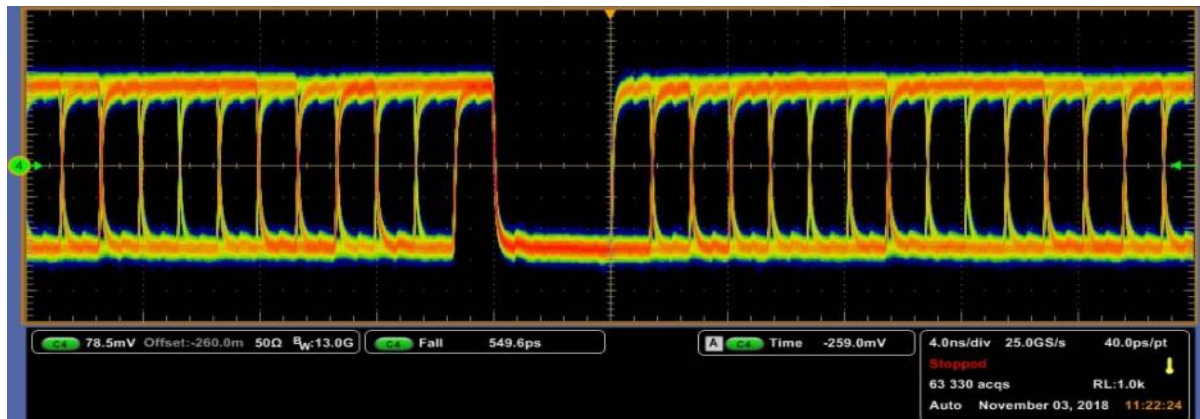 4
C4 78.5mV Offset:-260.0m 50Ω BW:13.0G
C4 Fall 549.6ps
A C4 Time -259.0mV
4.0ns/div 25.0GS/s 40.0ps/pt
Stopped
63 330 acqs RL:1.0k
Auto November 03, 2018 11:22:24